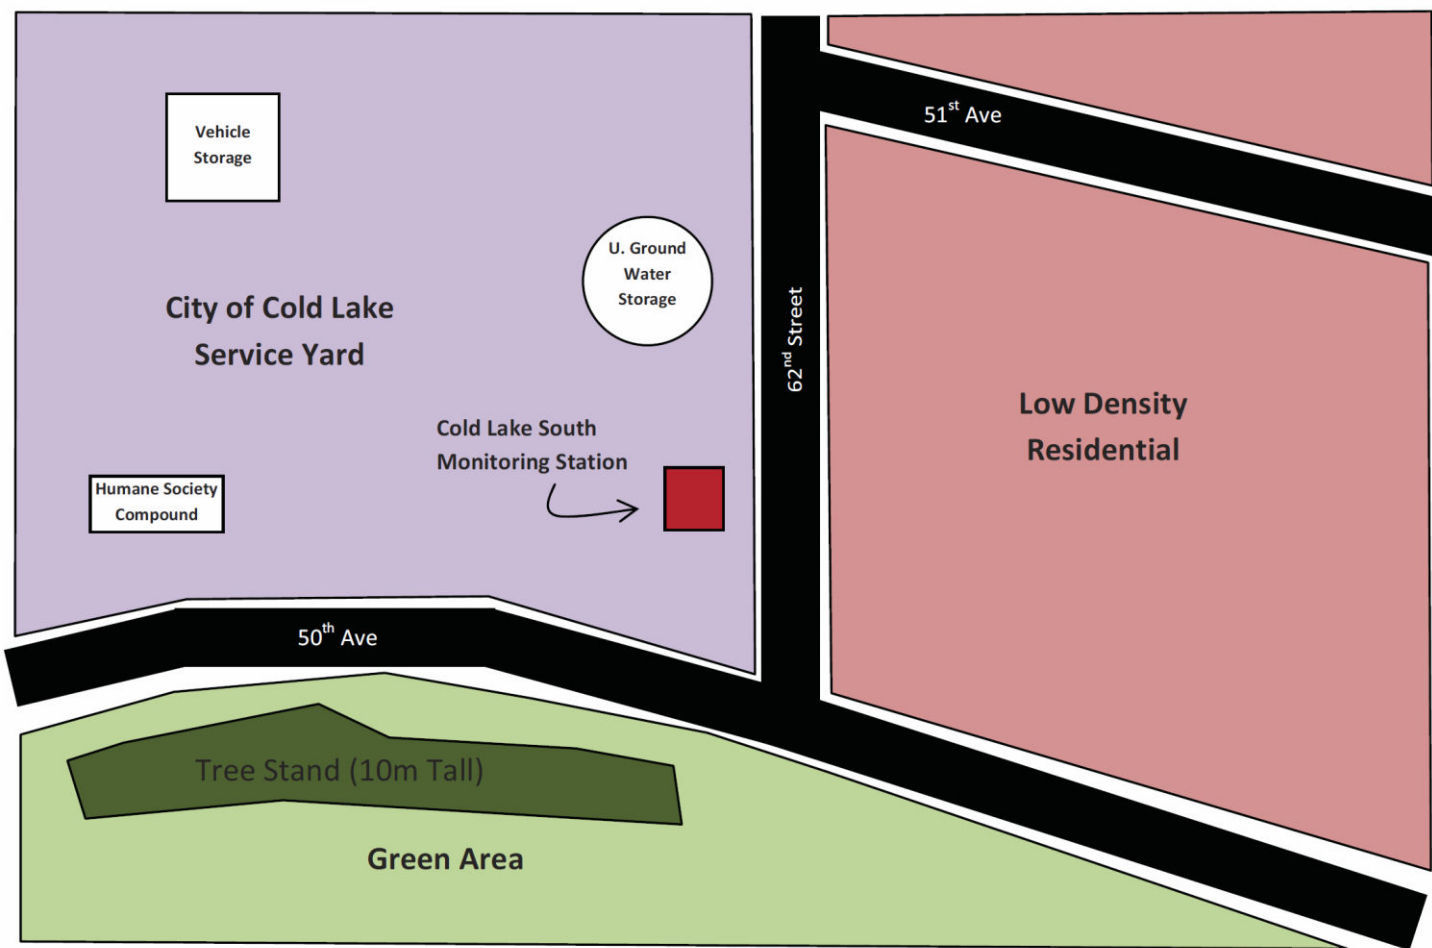 51st Ave
Vehicle
Storage
U. Ground
Water
Storage
City of Cold Lake
Service Yard
62nd Street
Low Density
Residential
Cold Lake South
Monitoring Station
Humane Society
Compound
50th Ave
Tree Stand (10m Tall)
Green Area